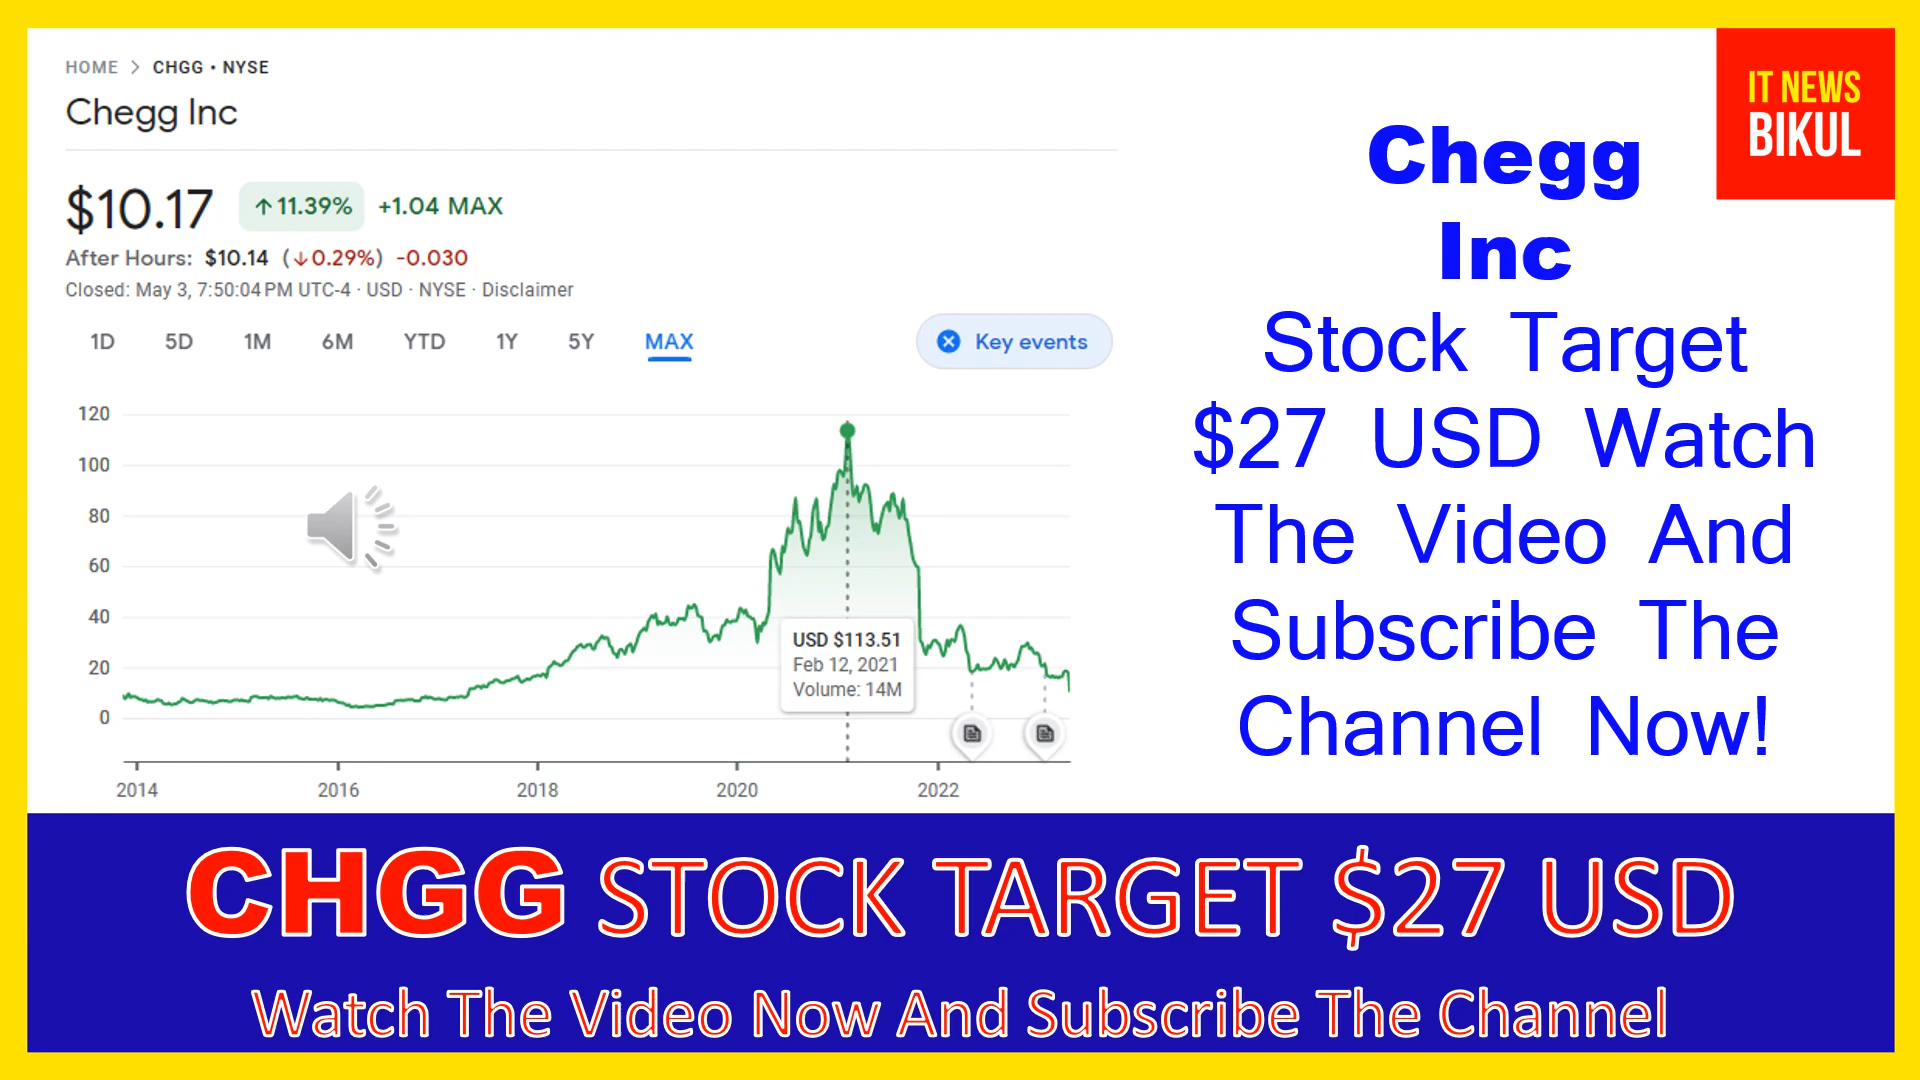 HOME > CHGG • NYSE
Chegg Inc
$10.17 ↑11.39% +1.04 MAX
After Hours: $10.14 (↓0.29%) -0.030
Closed: May 3, 7:50:04 PM UTC-4 · USD · NYSE · Disclaimer
1D 5D 1M 6M YTD 1Y 5Y MAX Key events
120
100
80
60
40
20
0
USD $113.51
Feb 12, 2021
Volume: 14M
2014 2016 2018 2020 2022
IT NEWS
BIKUL
Chegg
Inc
Stock Target
$27 USD Watch
The Video And
Subscribe The
Channel Now!
CHGG STOCK TARGET $27 USD
Watch The Video Now And Subscribe The Channel